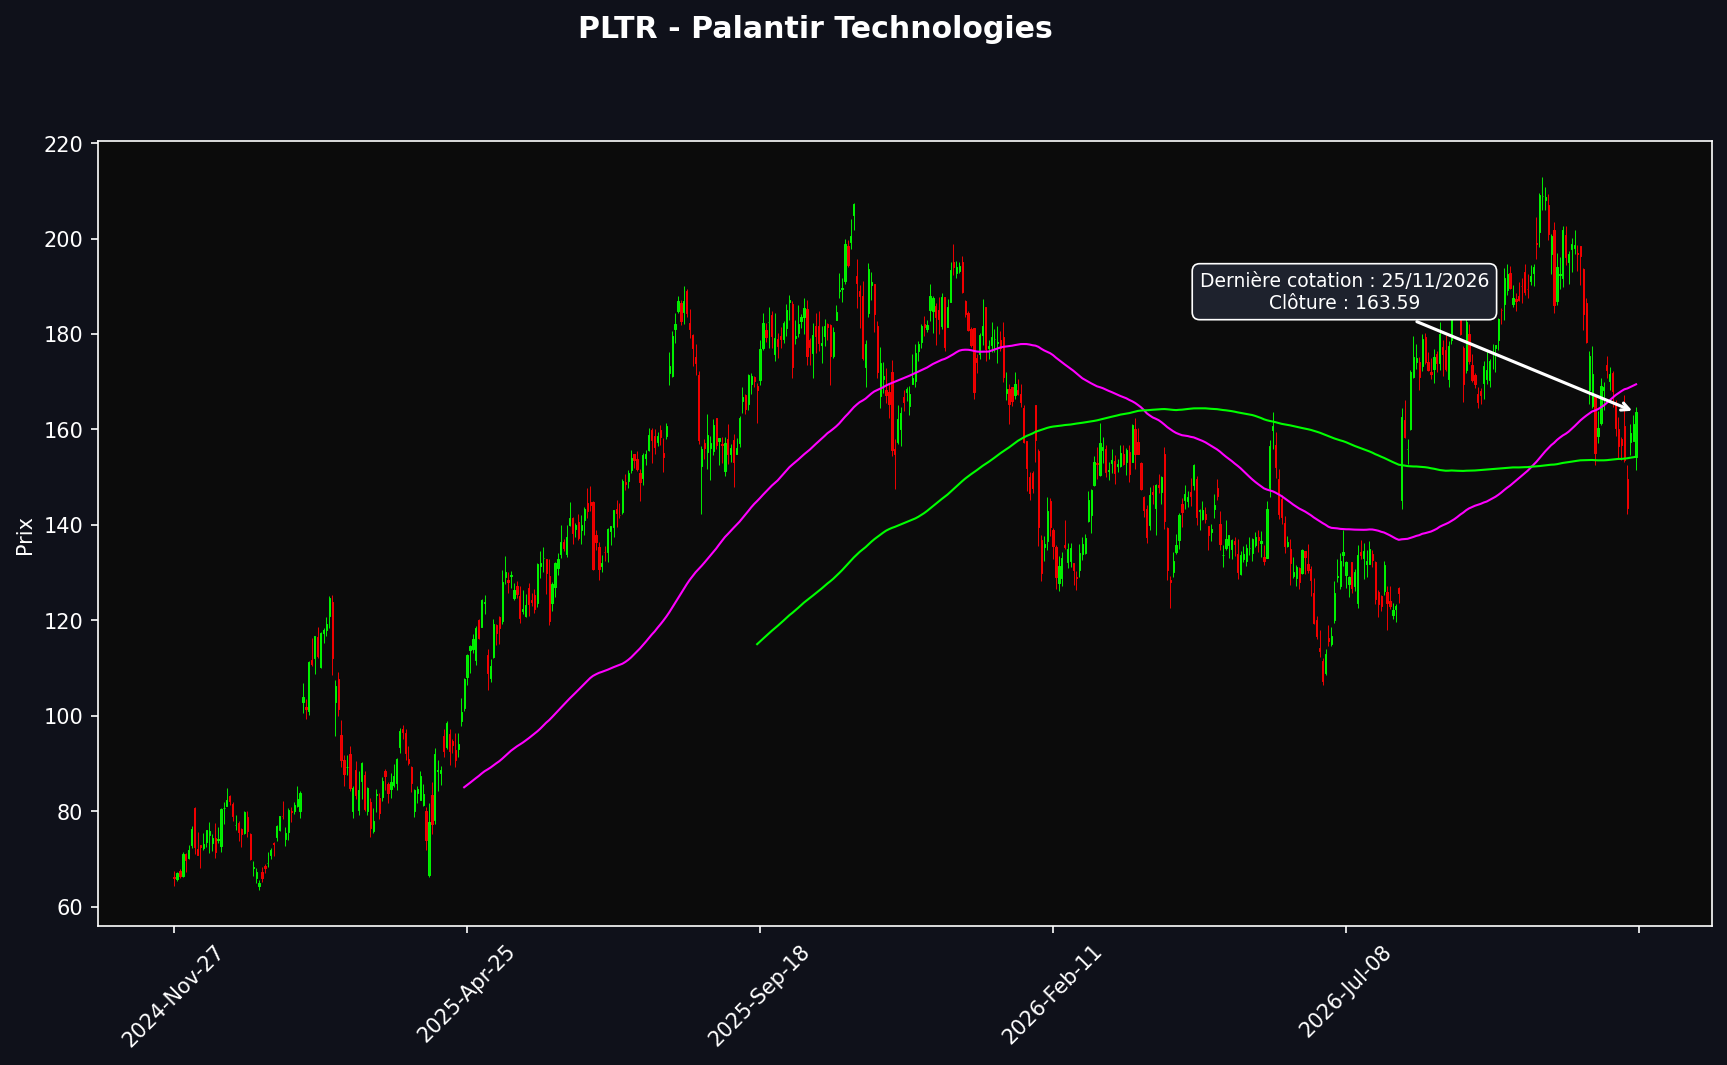 PLTR - Palantir Technologies
220
200
180
160
140
120
100
80
60
Prix
Dernière cotation : 25/11/2026
Clôture : 163.59
2024-Nov-27
2025-Apr-25
2025-Sep-18
2026-Feb-11
2026-Jul-08